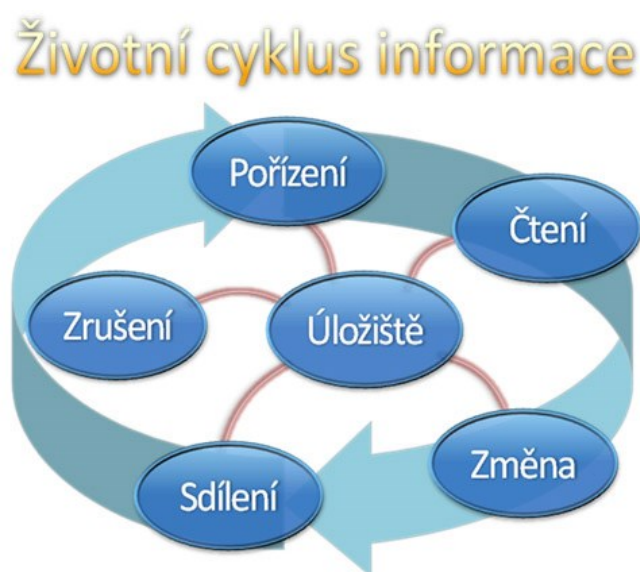 Životní cyklus informace
Pořízení
Čtení
Zrušení
Úložiště
Změna
Sdílení